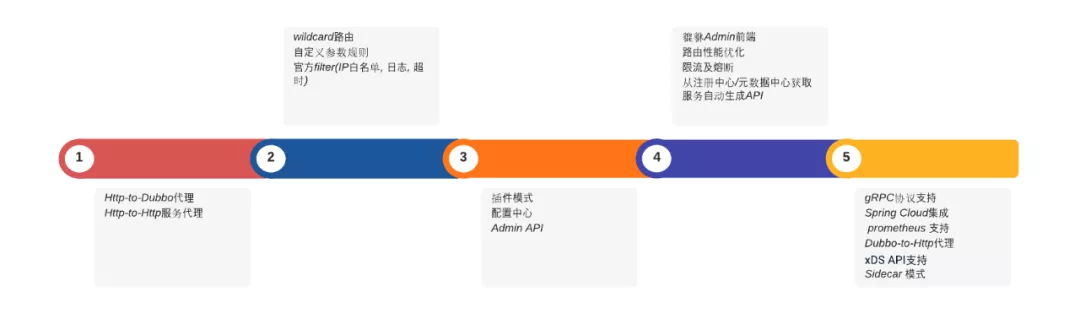 1
Http-to-Dubbo代理
Http-to-Http服务代理
2
wildcard路由
自定义参数规则
官方filter(IP白名单, 日志, 超
时)
3
插件模式
配置中心
Admin API
4
貔貅Admin前端
路由性能优化
限流及熔断
从注册中心/元数据中心获取
服务自动生成API
5
gRPC协议支持
Spring Cloud集成
prometheus 支持
Dubbo-to-Http代理
xDS API支持
Sidecar 模式